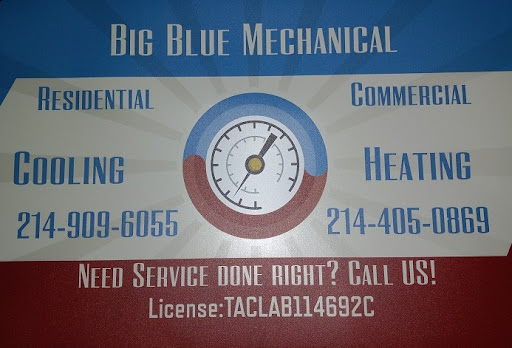 Big Blue Mechanical
Residential
Commercial
Cooling
Heating
214-909-6055
214-405-0869
Need Service done right? Call US!
License:TACLAB114692C